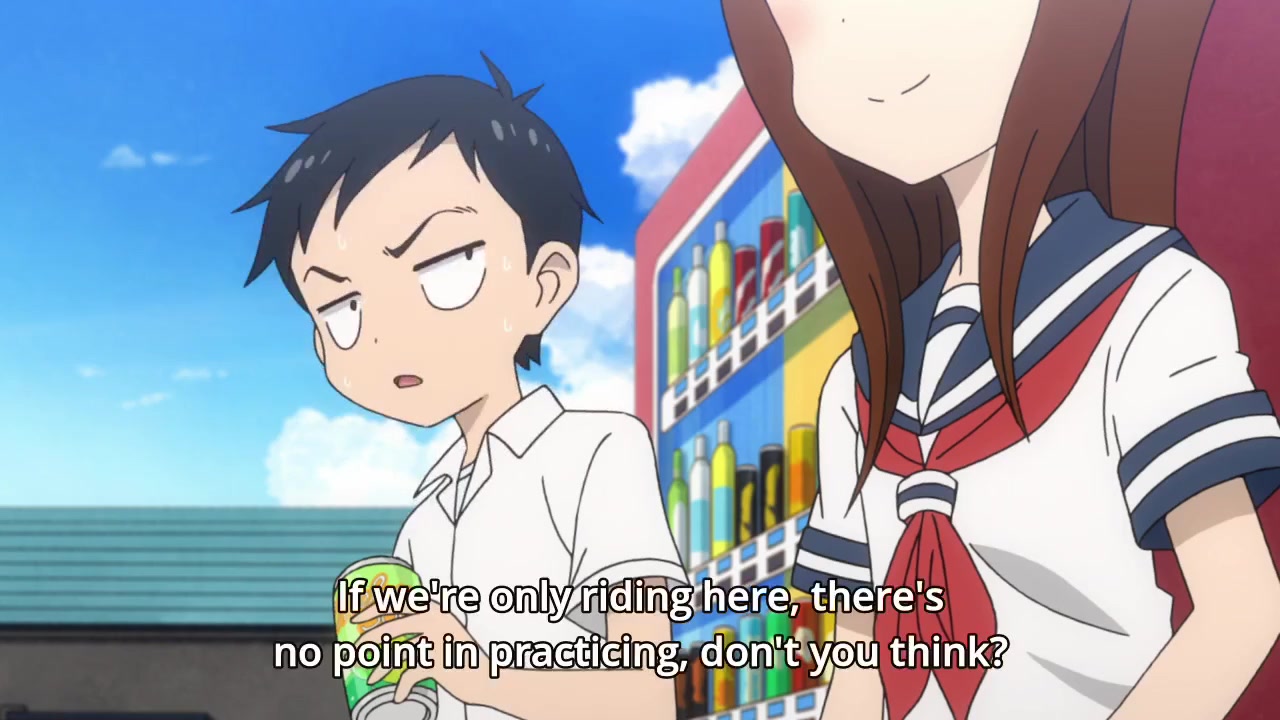 If we're only riding here, there's
no point in practicing, don't you think?